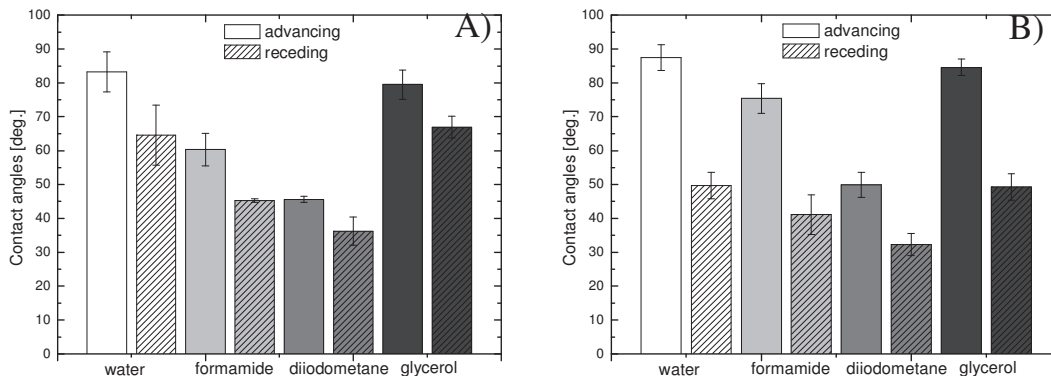 A)
advancing
receding
Contact angles [deg.]
100
90
80
70
60
50
40
30
20
10
0
water formamide diiodometane glycerol
B)
advancing
receding
Contact angles [deg.]
100
90
80
70
60
50
40
30
20
10
0
water formamide diiodometane glycerol